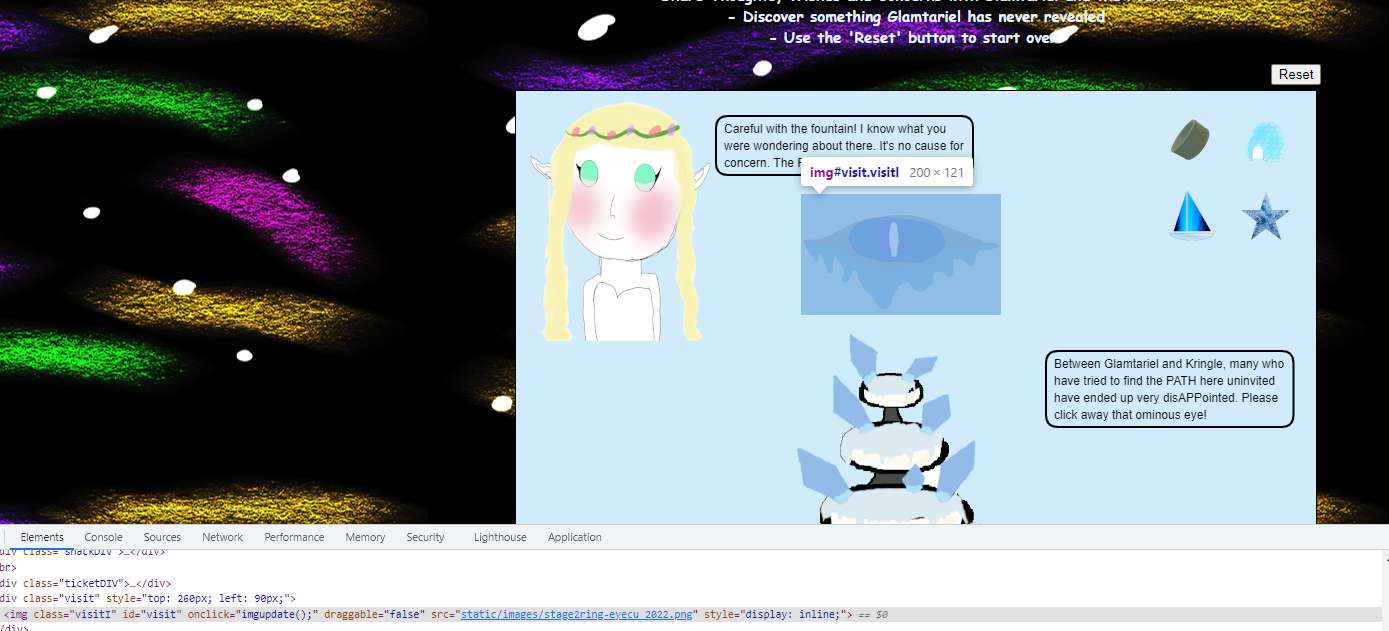 - Discover something Glamtariel has never revealed
- Use the 'Reset' button to start over
Reset
Careful with the fountain! I know what you
were wondering about there. It's no cause for
concern. The
img#visit.visitI 200 × 121
Between Glamtariel and Kringle, many who
have tried to find the PATH here uninvited
have ended up very disAPPointed. Please
click away that ominous eye!
Elements Console Sources Network Performance Memory Security Lighthouse Application
div class="snackDIV">…</div>
br>
div class="ticketDIV">…</div>
div class="visit" style="top: 260px; left: 90px;">
<img class="visitI" id="visit" onclick="imgupdate();" draggable="false" src="static/images/stage2ring-eyecu_2022.png" style="display: inline;"> == $0
/div>